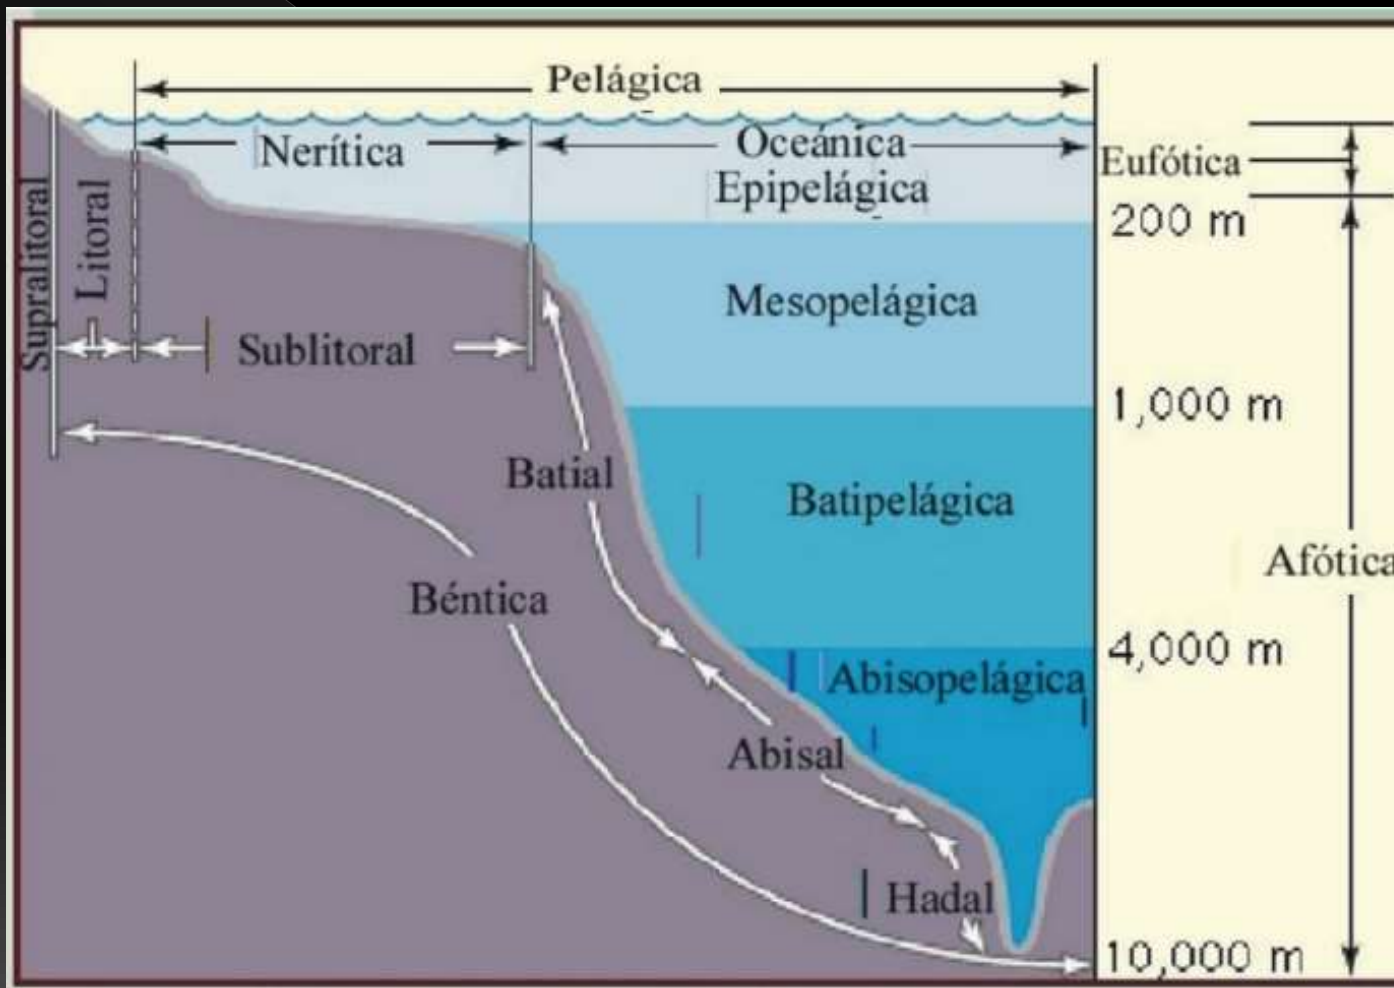 Pelágica
Nerítica
Oceánica
Epipelágica
Eufótica
200 m
Supralitoral
Litoral
Sublitoral
Mesopelágica
1,000 m
Batial
Batipelágica
Afótica
Béntica
4,000 m
Abisopelágica
Abisal
Hadal
10,000 m